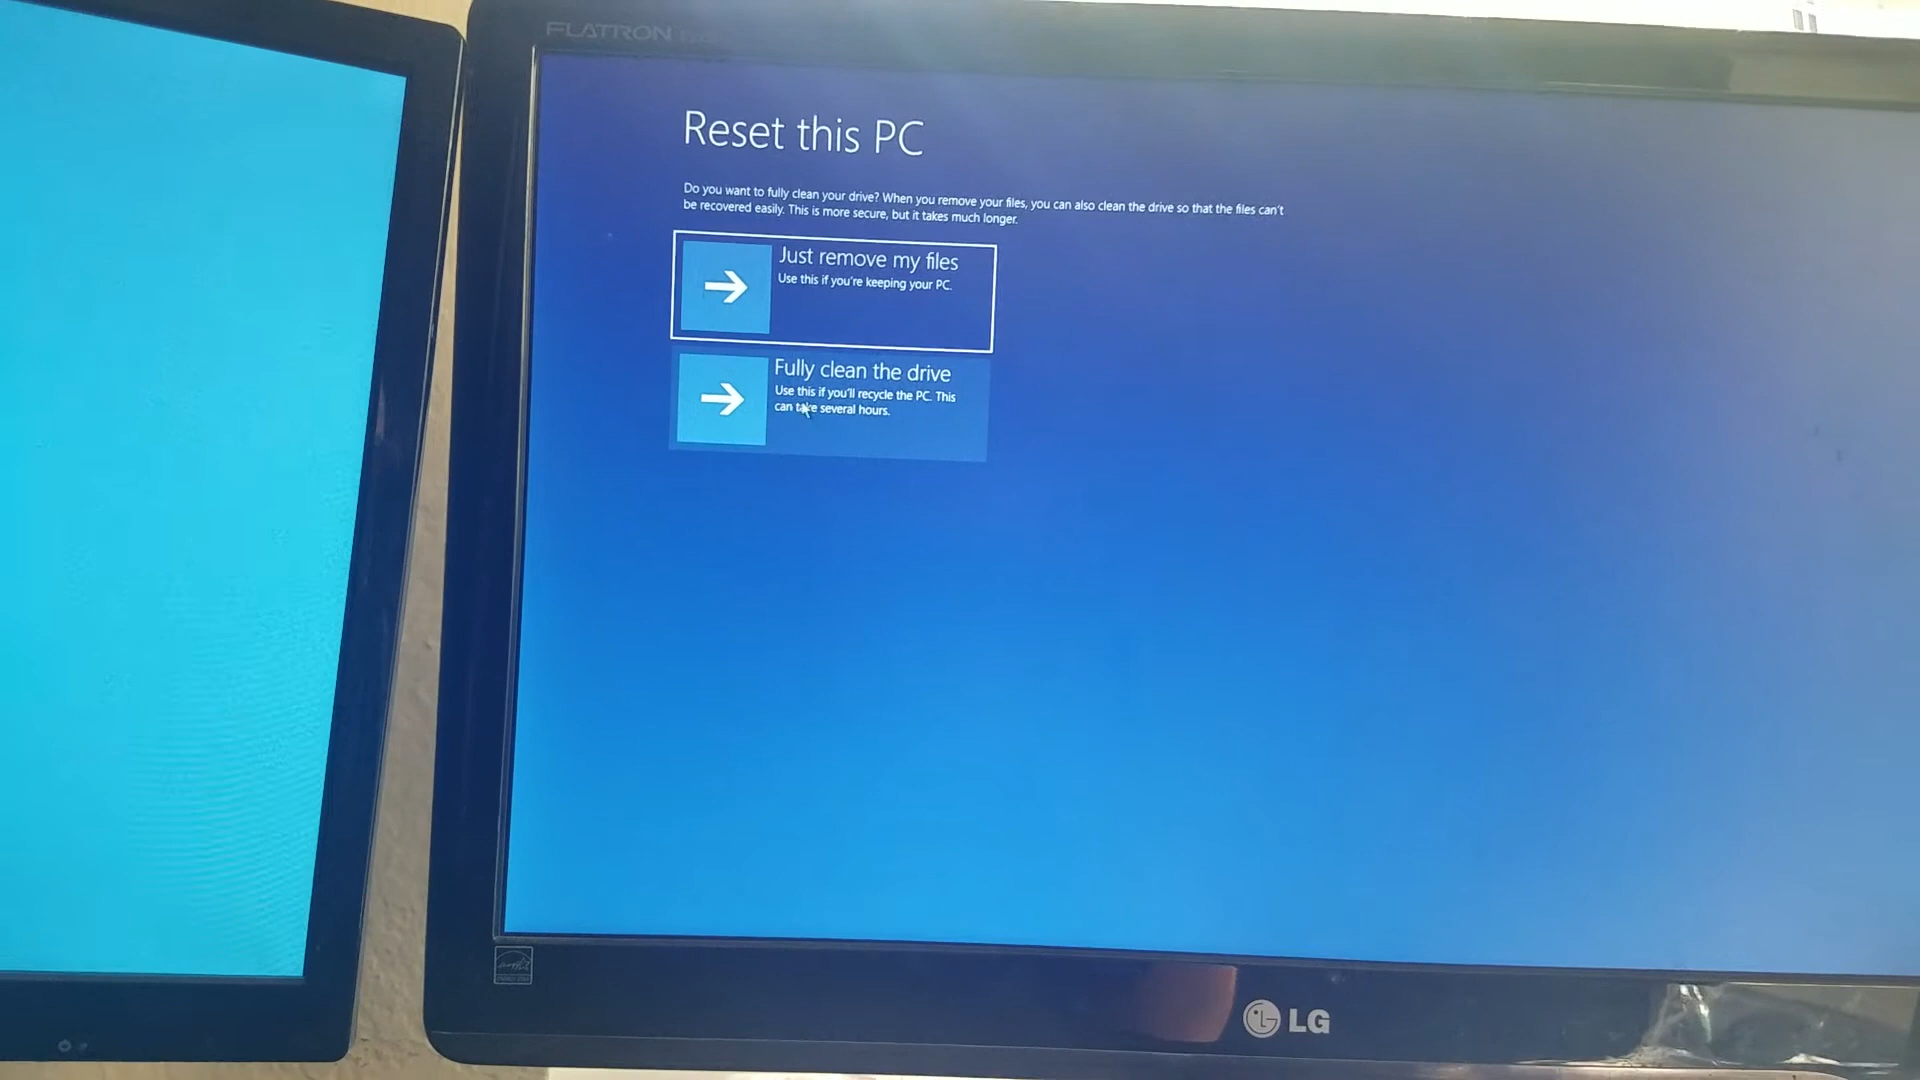 FLATRON
Reset this PC
Do you want to fully clean your drive? When you remove your files, you can also clean the drive so that the files can't
be recovered easily. This is more secure, but it takes much longer.
Just remove my files
Use this if you're keeping your PC.
Fully clean the drive
Use this if you'll recycle the PC. This
can take several hours.
LG